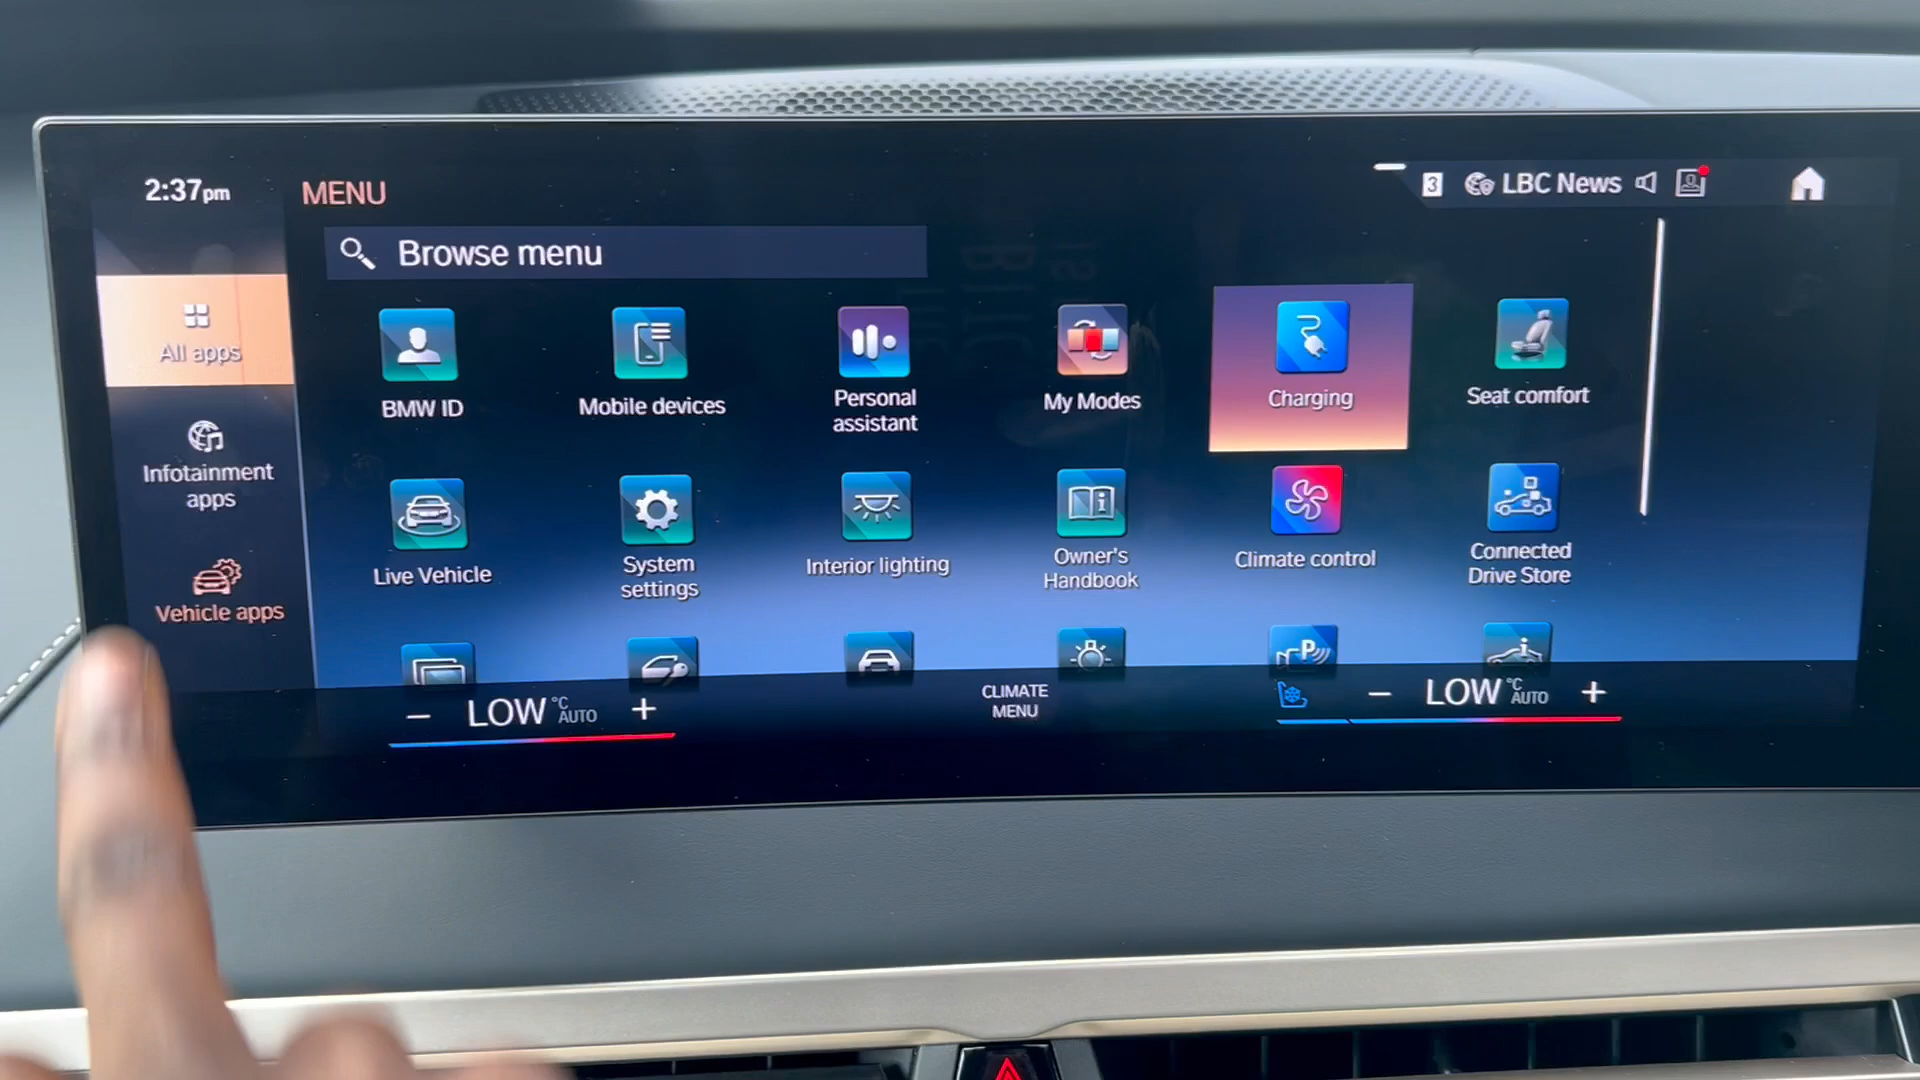 2:37pm
MENU
3
LBC News
Browse menu
All apps
Infotainment
apps
Vehicle apps
BMW ID
Mobile devices
Personal
assistant
My Modes
Charging
Seat comfort
Live Vehicle
System
settings
Interior lighting
Owner's
Handbook
Climate control
Connected
Drive Store
P
− LOW °C AUTO +
CLIMATE
MENU
− LOW °C AUTO +